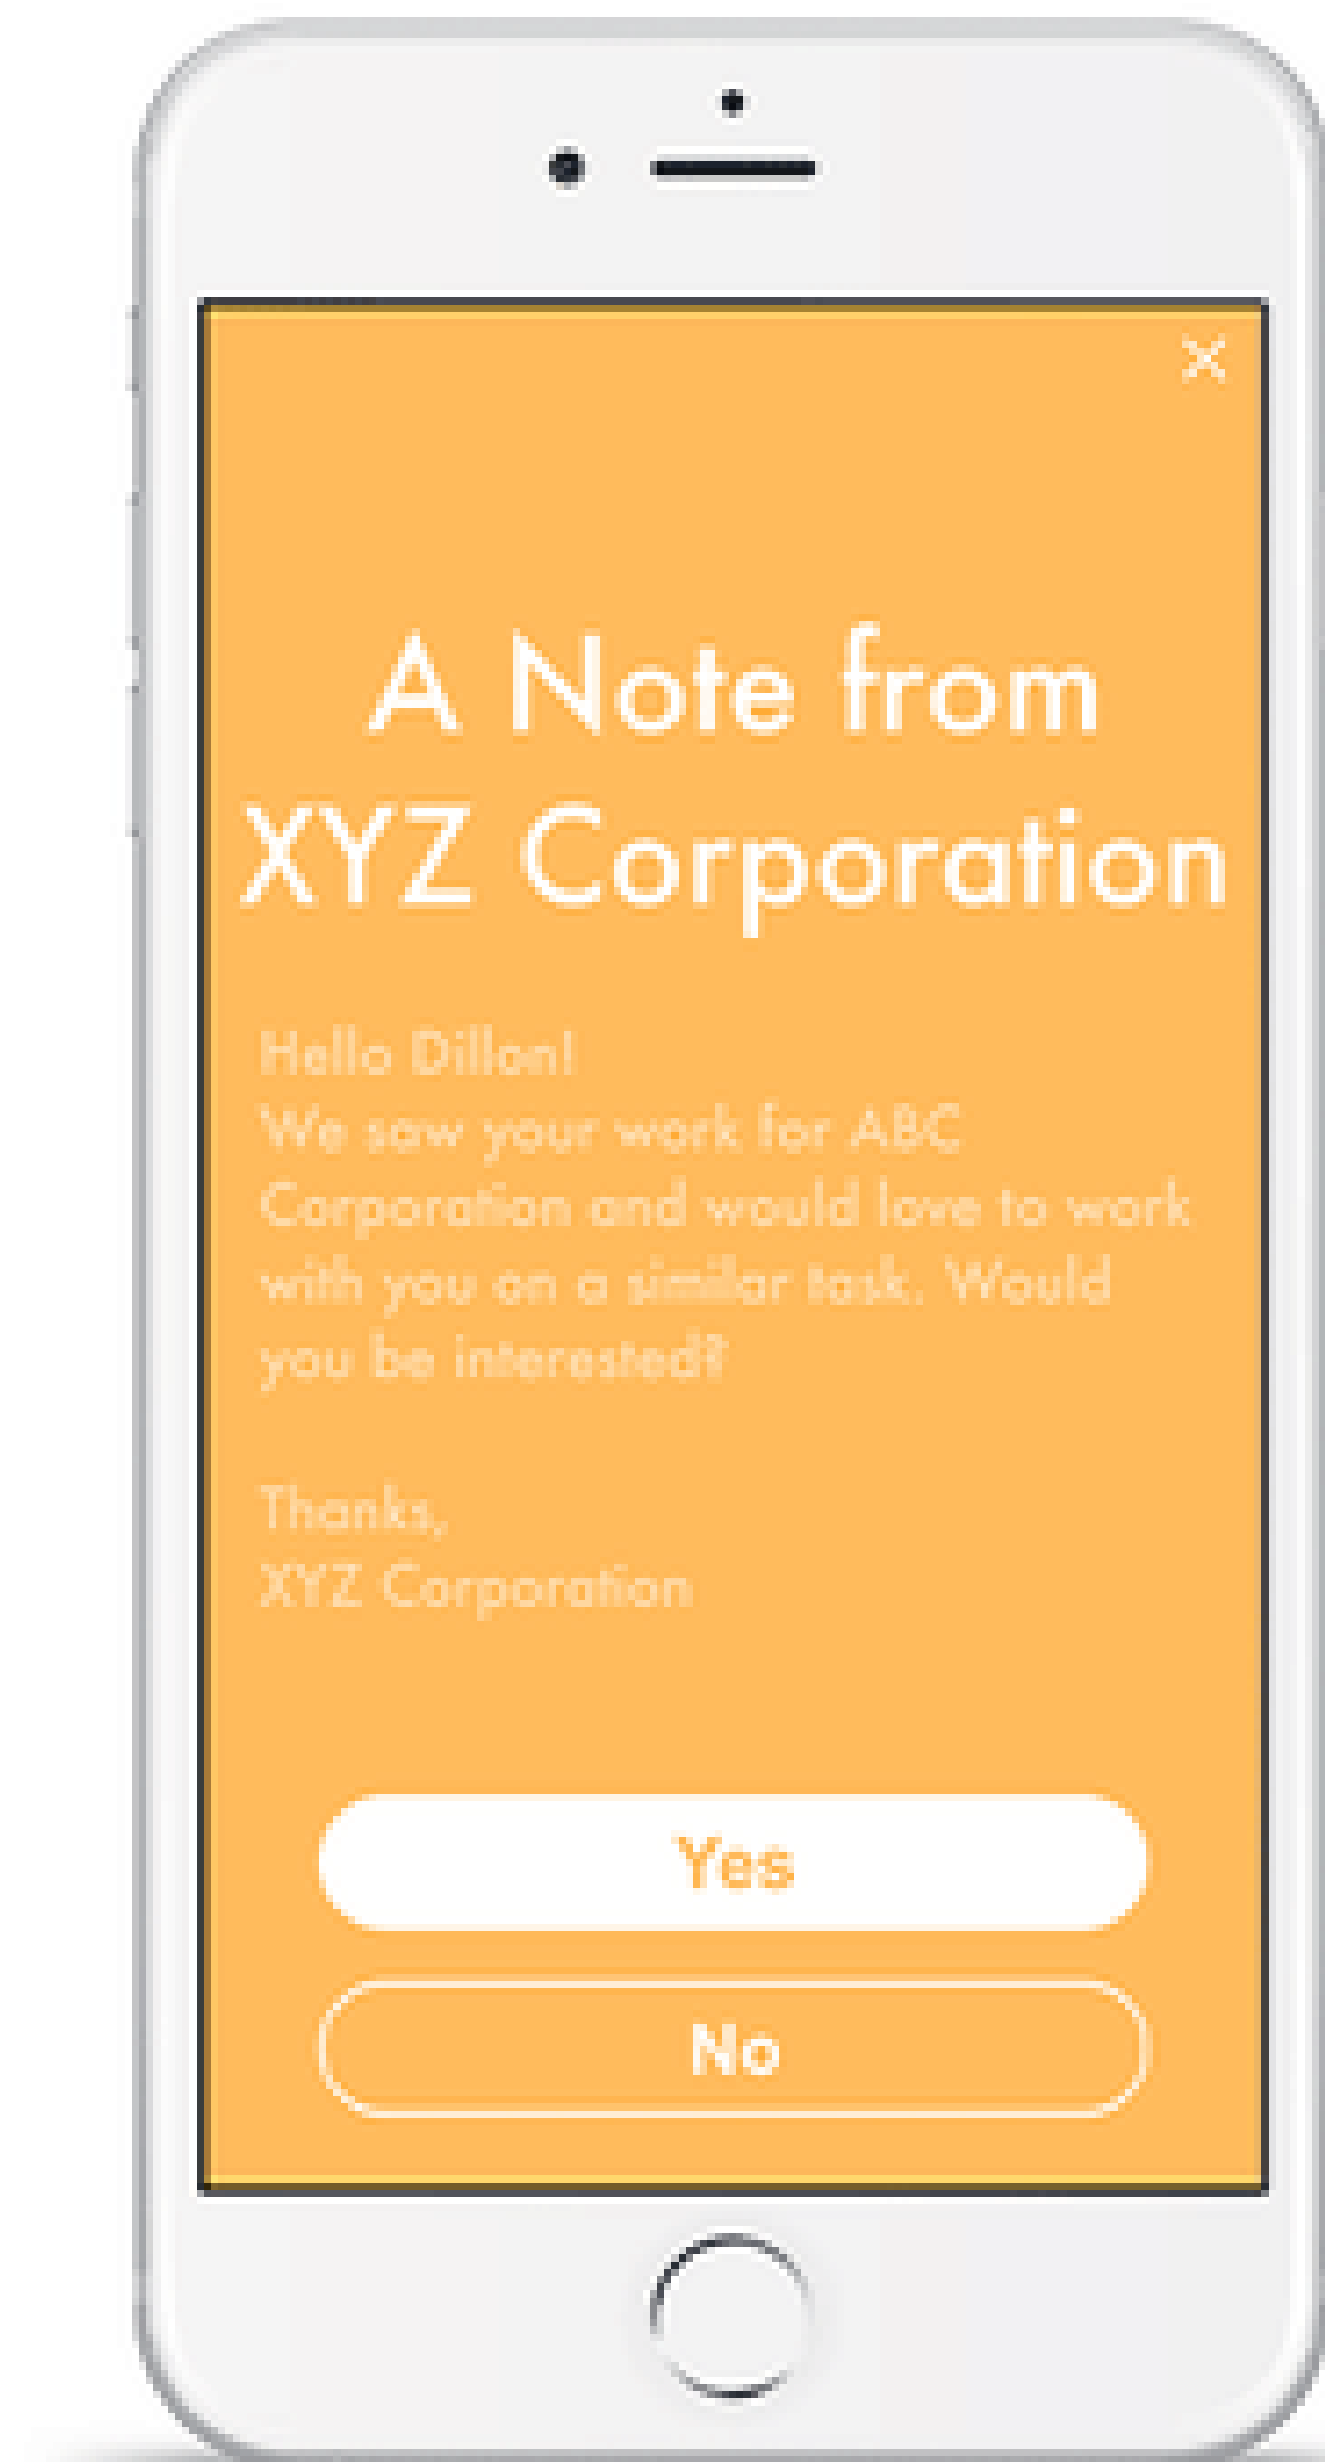 A Note from
XYZ Corporation
Hello Dillon!
We saw your work for ABC
Corporation and would love to work
with you on a similar task. Would
you be interested?
Thanks,
XYZ Corporation
Yes
No